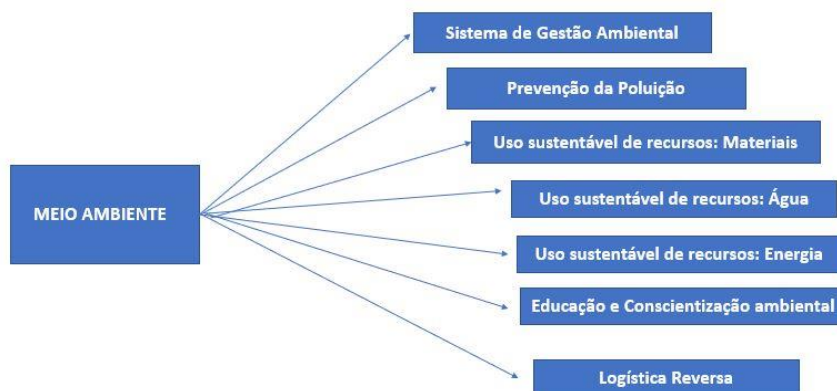 Sistema de Gestão Ambiental
Prevenção da Poluição
Uso sustentável de recursos: Materiais
MEIO AMBIENTE
Uso sustentável de recursos: Água
Uso sustentável de recursos: Energia
Educação e Conscientização ambiental
Logística Reversa